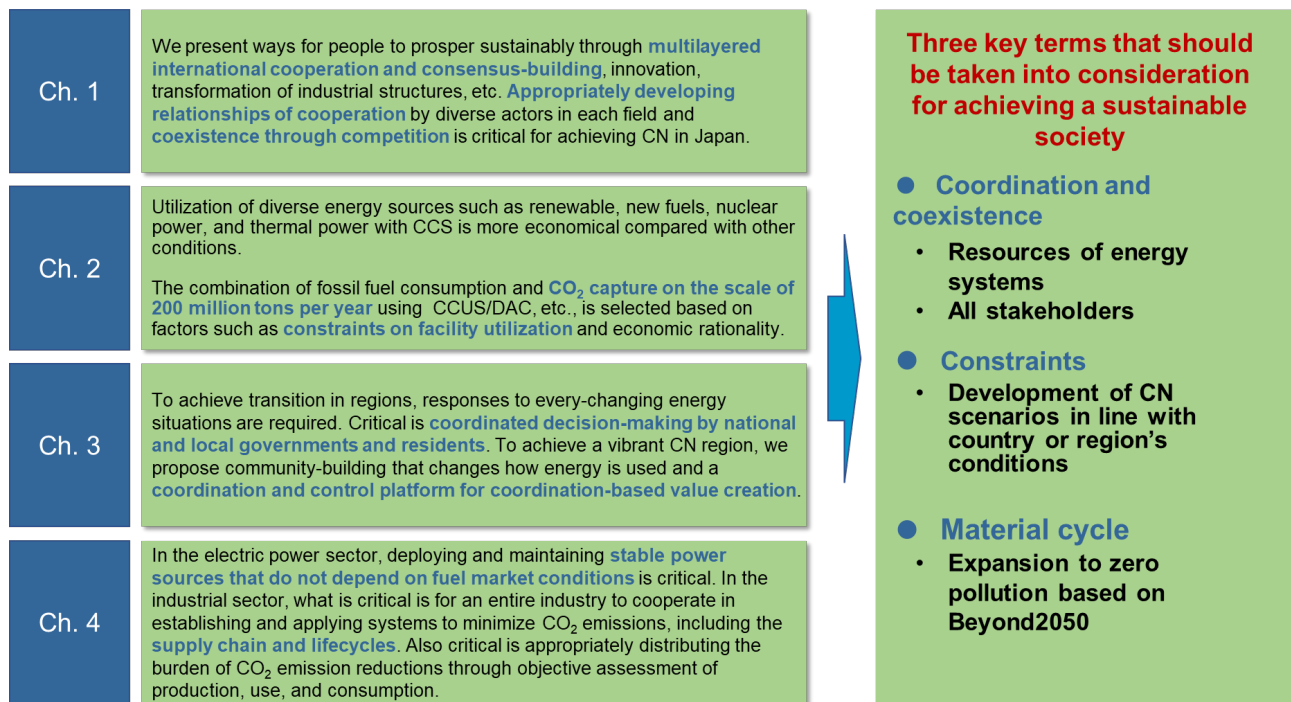 Ch. 1
We present ways for people to prosper sustainably through multilayered
international cooperation and consensus-building, innovation,
transformation of industrial structures, etc. Appropriately developing
relationships of cooperation by diverse actors in each field and
coexistence through competition is critical for achieving CN in Japan.
Ch. 2
Utilization of diverse energy sources such as renewable, new fuels, nuclear
power, and thermal power with CCS is more economical compared with other
conditions.
The combination of fossil fuel consumption and CO₂ capture on the scale of
200 million tons per year using CCUS/DAC, etc., is selected based on
factors such as constraints on facility utilization and economic rationality.
Ch. 3
To achieve transition in regions, responses to every-changing energy
situations are required. Critical is coordinated decision-making by national
and local governments and residents. To achieve a vibrant CN region, we
propose community-building that changes how energy is used and a
coordination and control platform for coordination-based value creation.
Ch. 4
In the electric power sector, deploying and maintaining stable power
sources that do not depend on fuel market conditions is critical. In the
industrial sector, what is critical is for an entire industry to cooperate in
establishing and applying systems to minimize CO₂ emissions, including the
supply chain and lifecycles. Also critical is appropriately distributing the
burden of CO₂ emission reductions through objective assessment of
production, use, and consumption.
Three key terms that should
be taken into consideration
for achieving a sustainable
society
● Coordination and
coexistence
• Resources of energy
systems
• All stakeholders
● Constraints
• Development of CN
scenarios in line with
country or region's
conditions
● Material cycle
• Expansion to zero
pollution based on
Beyond2050